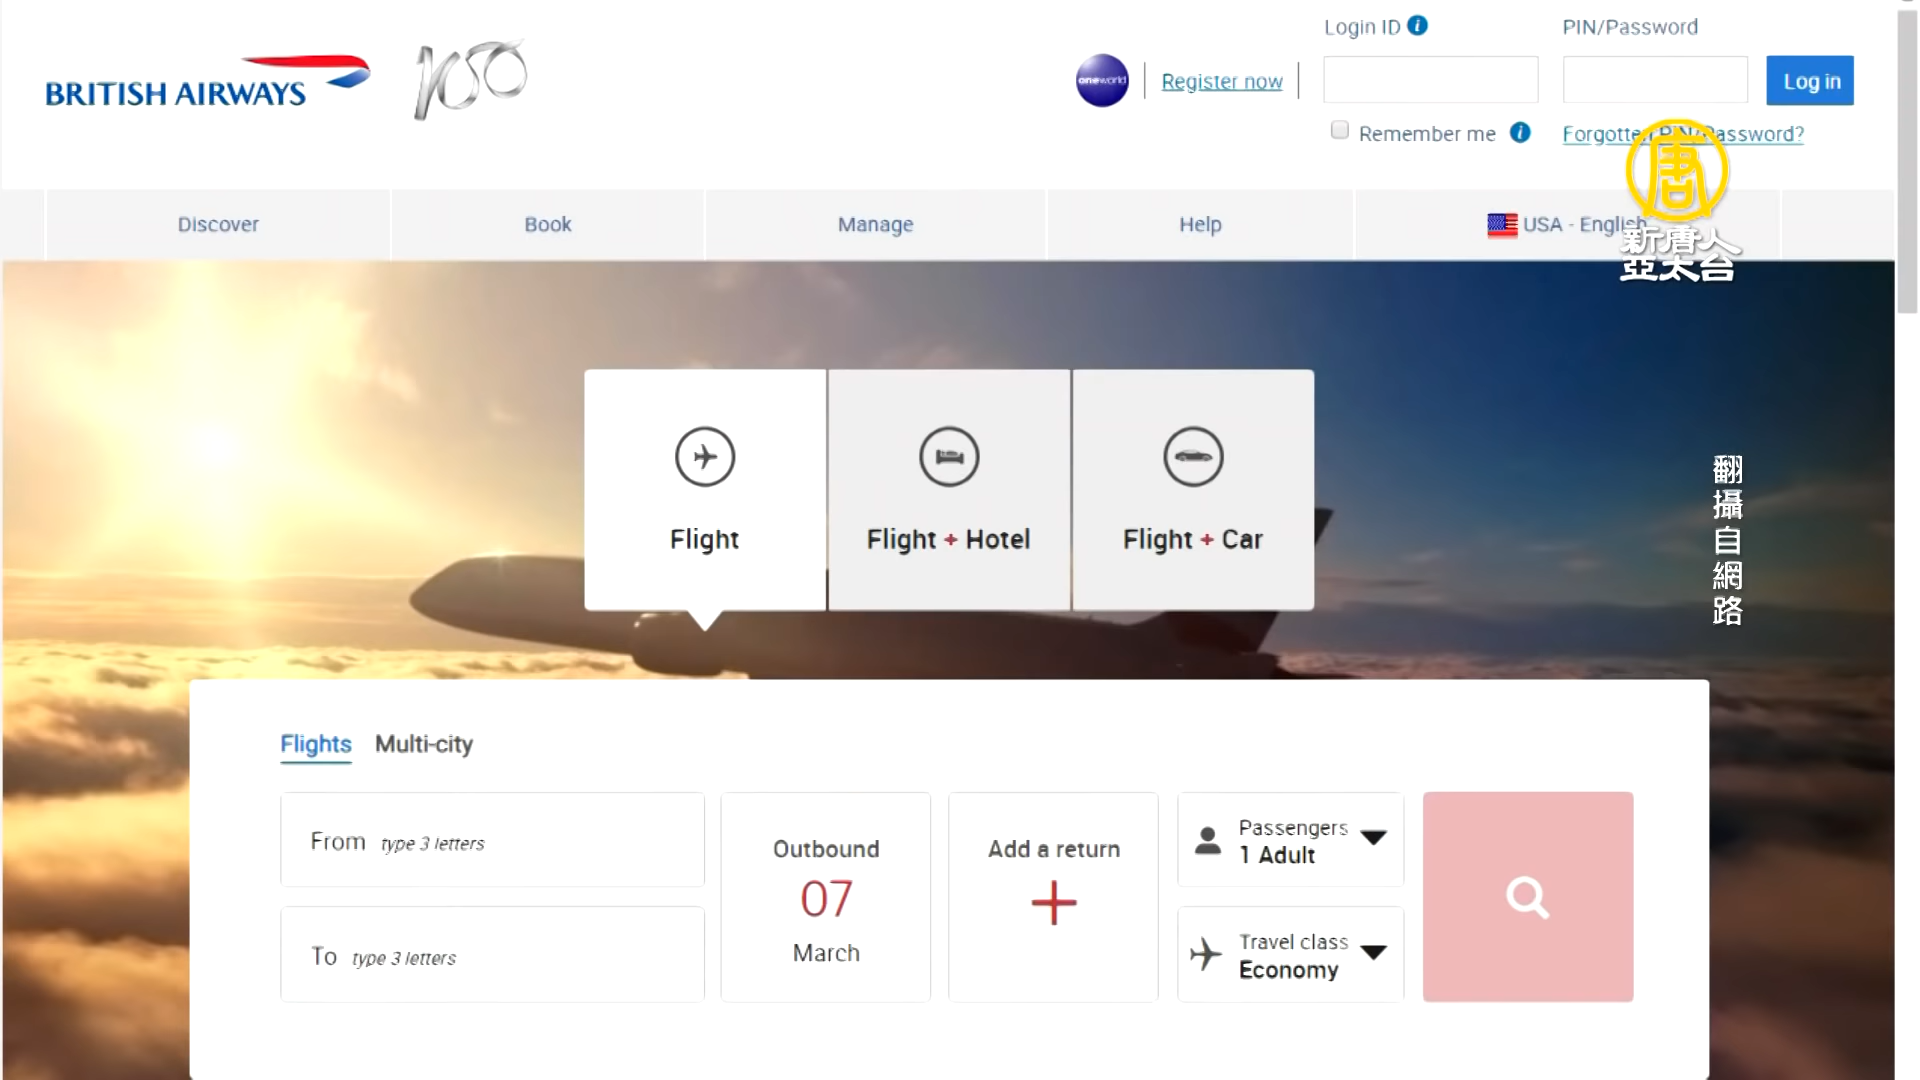 Login ID
PIN/Password
BRITISH AIRWAYS
100
oneworld
Register now
Log in
Remember me
Forgotten PIN/Password?
唐
新唐人
亞太台
Discover
Book
Manage
Help
USA - English
Flight
Flight + Hotel
Flight + Car
翻攝自網路
Flights
Multi-city
From type 3 letters
To type 3 letters
Outbound
07
March
Add a return
+
Passengers
1 Adult
Travel class
Economy